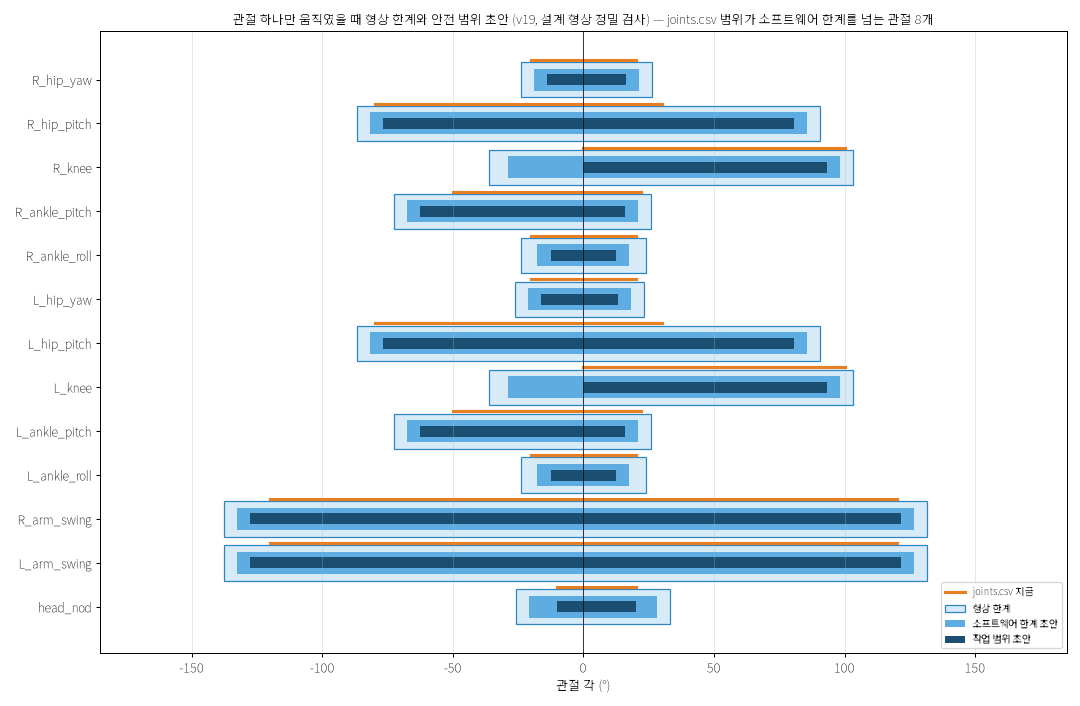 관절 하나만 움직였을 때 형상 한계와 안전 범위 초안 (v19, 설계 형상 정밀 검사) — joints.csv 범위가 소프트웨어 한계를 넘는 관절 8개
R_hip_yaw
R_hip_pitch
R_knee
R_ankle_pitch
R_ankle_roll
L_hip_yaw
L_hip_pitch
L_knee
L_ankle_pitch
L_ankle_roll
R_arm_swing
L_arm_swing
head_nod
joints.csv 지금
형상 한계
소프트웨어 한계 초안
작업 범위 초안
-150 -100 -50 0 50 100 150
관절 각 (°)